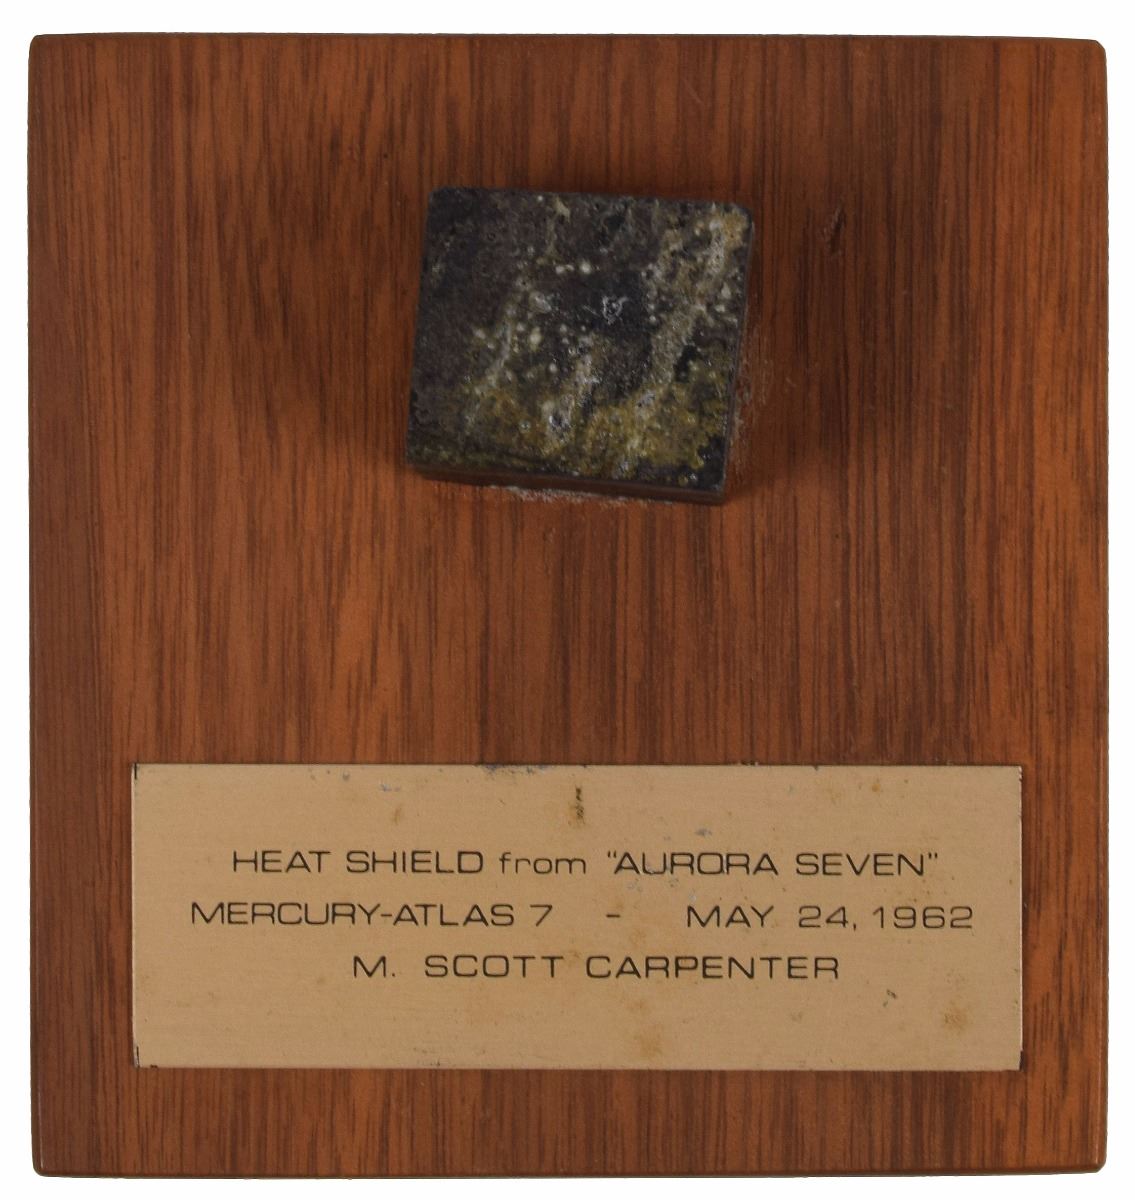 HEAT SHIELD from "AURORA SEVEN"
MERCURY-ATLAS 7 - MAY 24, 1962
M. SCOTT CARPENTER